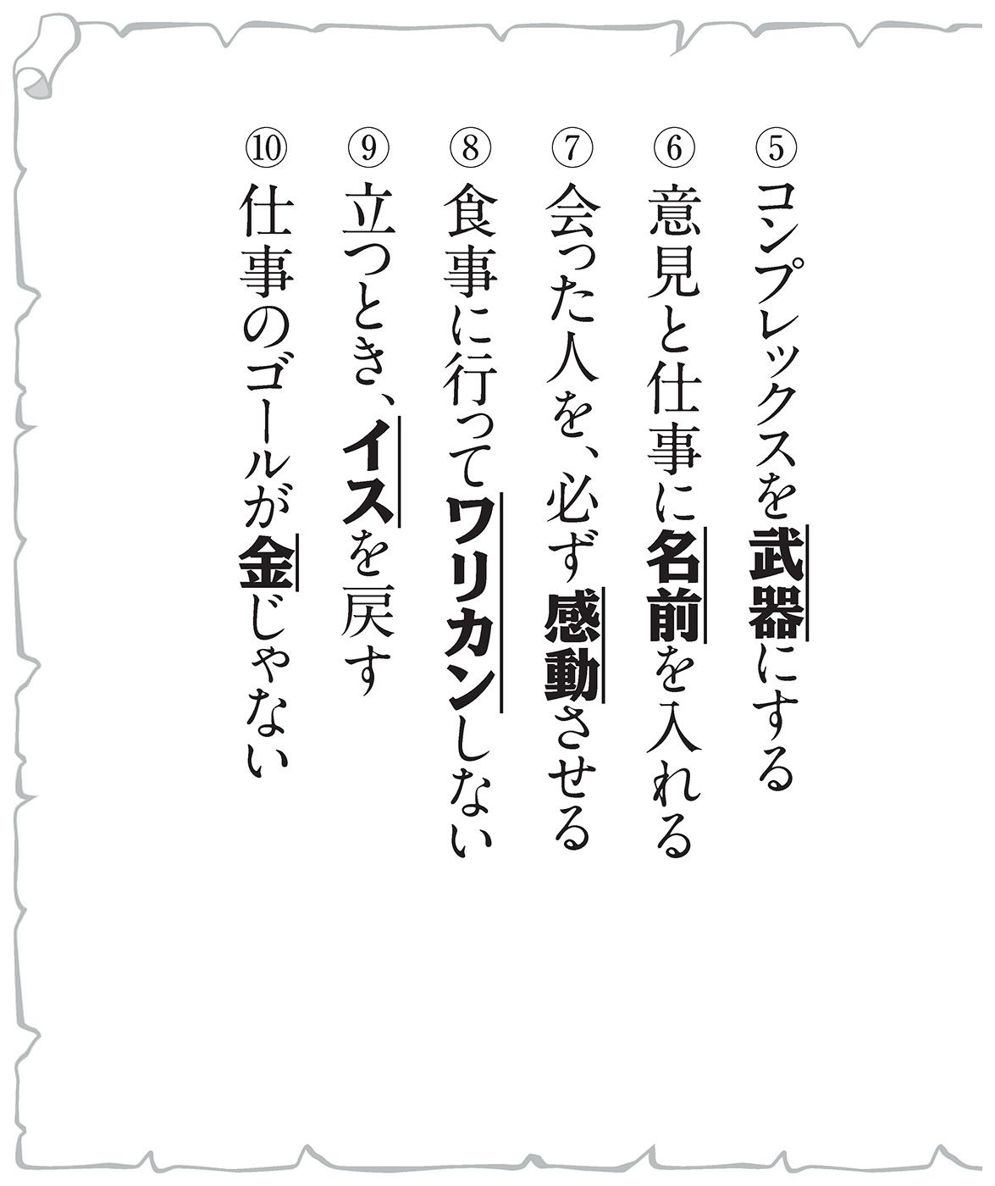 ⑤コンプレックスを武器にする
⑥意見と仕事に名前を入れる
⑦会った人を、必ず感動させる
⑧食事に行ってワリカンしない
⑨立つとき、イスを戻す
⑩仕事のゴールが金じゃない